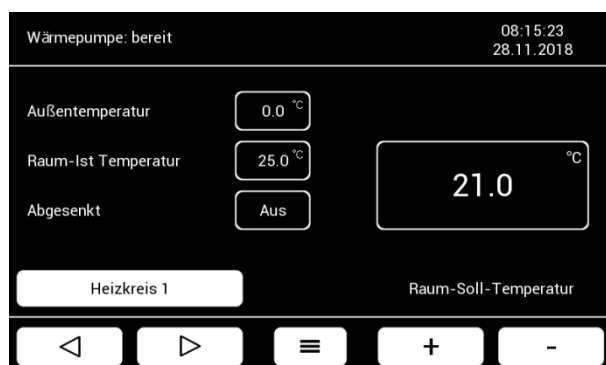 Wärmepumpe: bereit
08:15:23
28.11.2018
Außentemperatur
0.0 °C
Raum-Ist Temperatur
25.0 °C
Abgesenkt
Aus
°C
21.0
Heizkreis 1
Raum-Soll-Temperatur
+
-